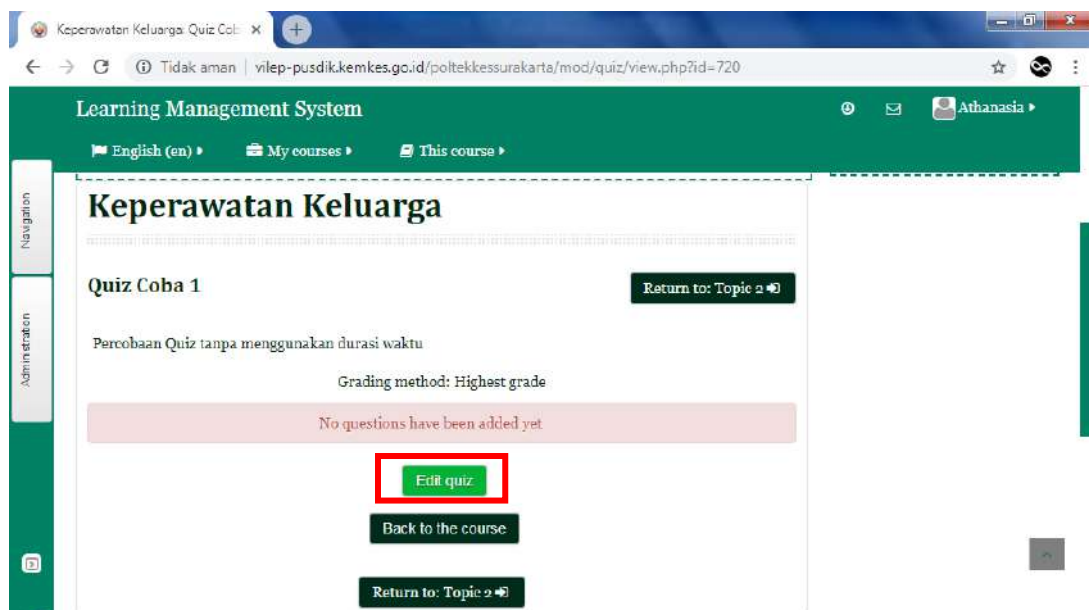 Keperawatan Keluarga: Quiz Cob
Tidak aman | vilep-pusdik.kemkes.go.id/poltekkessurakarta/mod/quiz/view.php?id=720
Learning Management System
Athanasia
English (en)
My courses
This course
Navigation
Administration
Keperawatan Keluarga
Quiz Coba 1
Return to: Topic 2
Percobaan Quiz tanpa menggunakan durasi waktu
Grading method: Highest grade
No questions have been added yet
Edit quiz
Back to the course
Return to: Topic 2